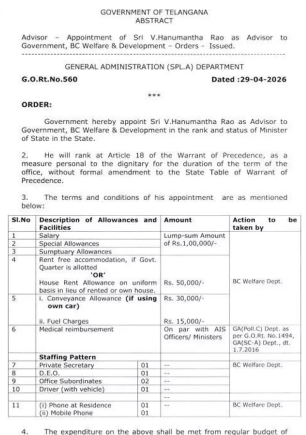 GOVERNMENT OF TELANGANA
ABSTRACT
Advisor – Appointment of Sri V.Hanumantha Rao as Advisor to
Government, BC Welfare & Development – Orders - Issued.
GENERAL ADMINISTRATION (SPL.A) DEPARTMENT
G.O.Rt.No.560 Dated :29-04-2026
***
ORDER:
Government hereby appoint Sri V.Hanumantha Rao as Advisor to
Government, BC Welfare & Development in the rank and status of Minister
of State in the State.
2. He will rank at Article 18 of the Warrant of Precedence, as a
measure personal to the dignitary for the duration of the term of the
office, without formal amendment to the State Table of Warrant of
Precedence.
3. The terms and conditions of his appointment are as mentioned
below:
Sl.No Description of Allowances and Facilities Amount Action to be taken by
1 Salary Lump-sum Amount of Rs.1,00,000/-
2 Special Allowances
3 Sumptuary Allowances
4 Rent free accommodation, if Govt.
Quarter is allotted
'OR'
House Rent Allowance on uniform Rs. 50,000/- BC Welfare Dept.
basis in lieu of rented or own house.
5 i. Conveyance Allowance (if using own car) Rs. 30,000/-
ii. Fuel Charges Rs. 15,000/-
6 Medical reimbursement On par with AIS Officers/ Ministers GA(Poll.C) Dept. as
per G.O.Rt. No.1494,
GA(SC-A) Dept., dt.
1.7.2016
Staffing Pattern
7 Private Secretary 01 -- BC Welfare Dept.
8 D.E.O. 01 --
9 Office Subordinates 02 --
10 Driver (with vehicle) 01 --
--
11 (i) Phone at Residence 01 -- BC Welfare Dept.
(ii) Mobile Phone 01
4. The expenditure on the above shall be met from regular budget of